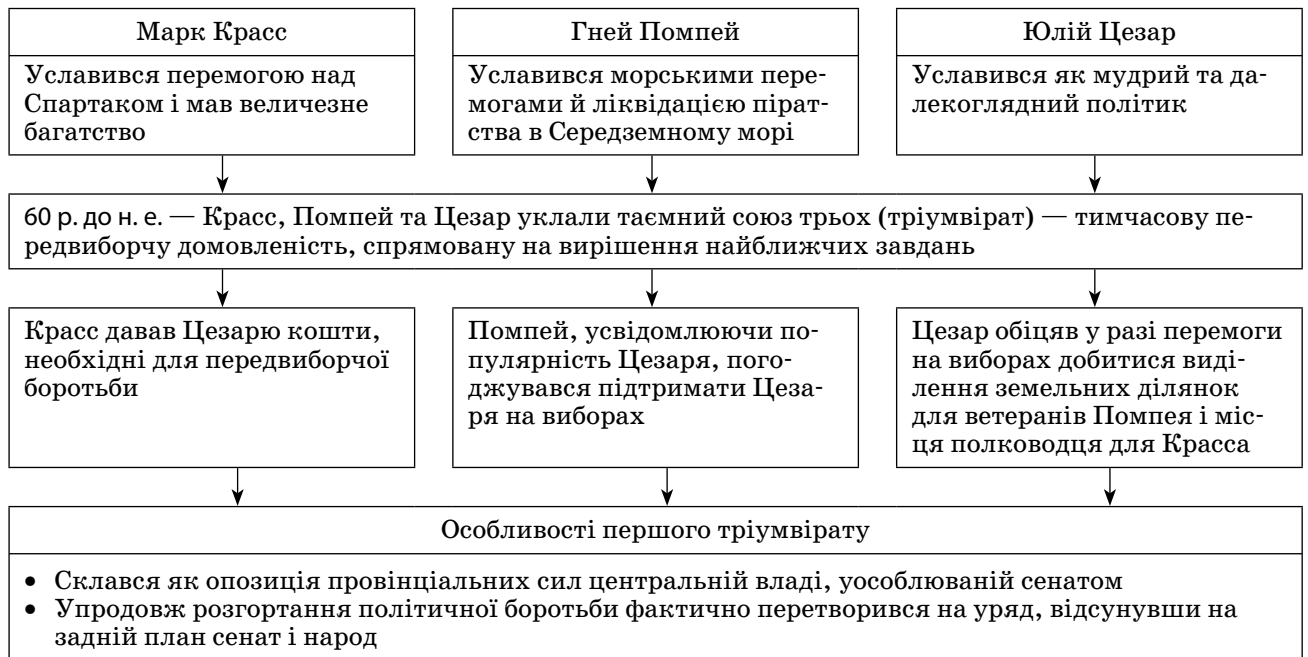 Марк Красс
Уславився перемогою над
Спартаком і мав величезне
багатство
Гней Помпей
Уславився морськими пере-
могами й ліквідацією пірат-
ства в Середземному морі
Юлій Цезар
Уславився як мудрий та да-
лекоглядний політик
60 р. до н. е. — Красс, Помпей та Цезар уклали таємний союз трьох (тріумвірат) — тимчасову пе-
редвиборчу домовленість, спрямовану на вирішення найближчих завдань
Красс давав Цезарю кошти,
необхідні для передвиборчої
боротьби
Помпей, усвідомлюючи по-
пулярність Цезаря, пого-
джувався підтримати Цеза-
ря на виборах
Цезар обіцяв у разі перемоги
на виборах добитися виді-
лення земельних ділянок
для ветеранів Помпея і міс-
ця полководця для Красса
Особливості першого тріумвірату
• Склався як опозиція провінціальних сил центральній владі, уособлюваній сенатом
• Упродовж розгортання політичної боротьби фактично перетворився на уряд, відсунувши на
задній план сенат і народ